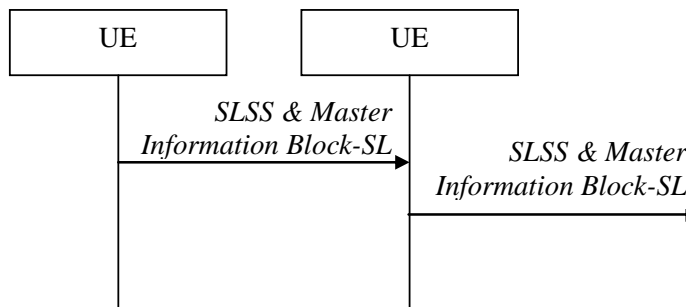 UE
UE
SLSS & Master
Information Block-SL
SLSS & Master
Information Block-SL